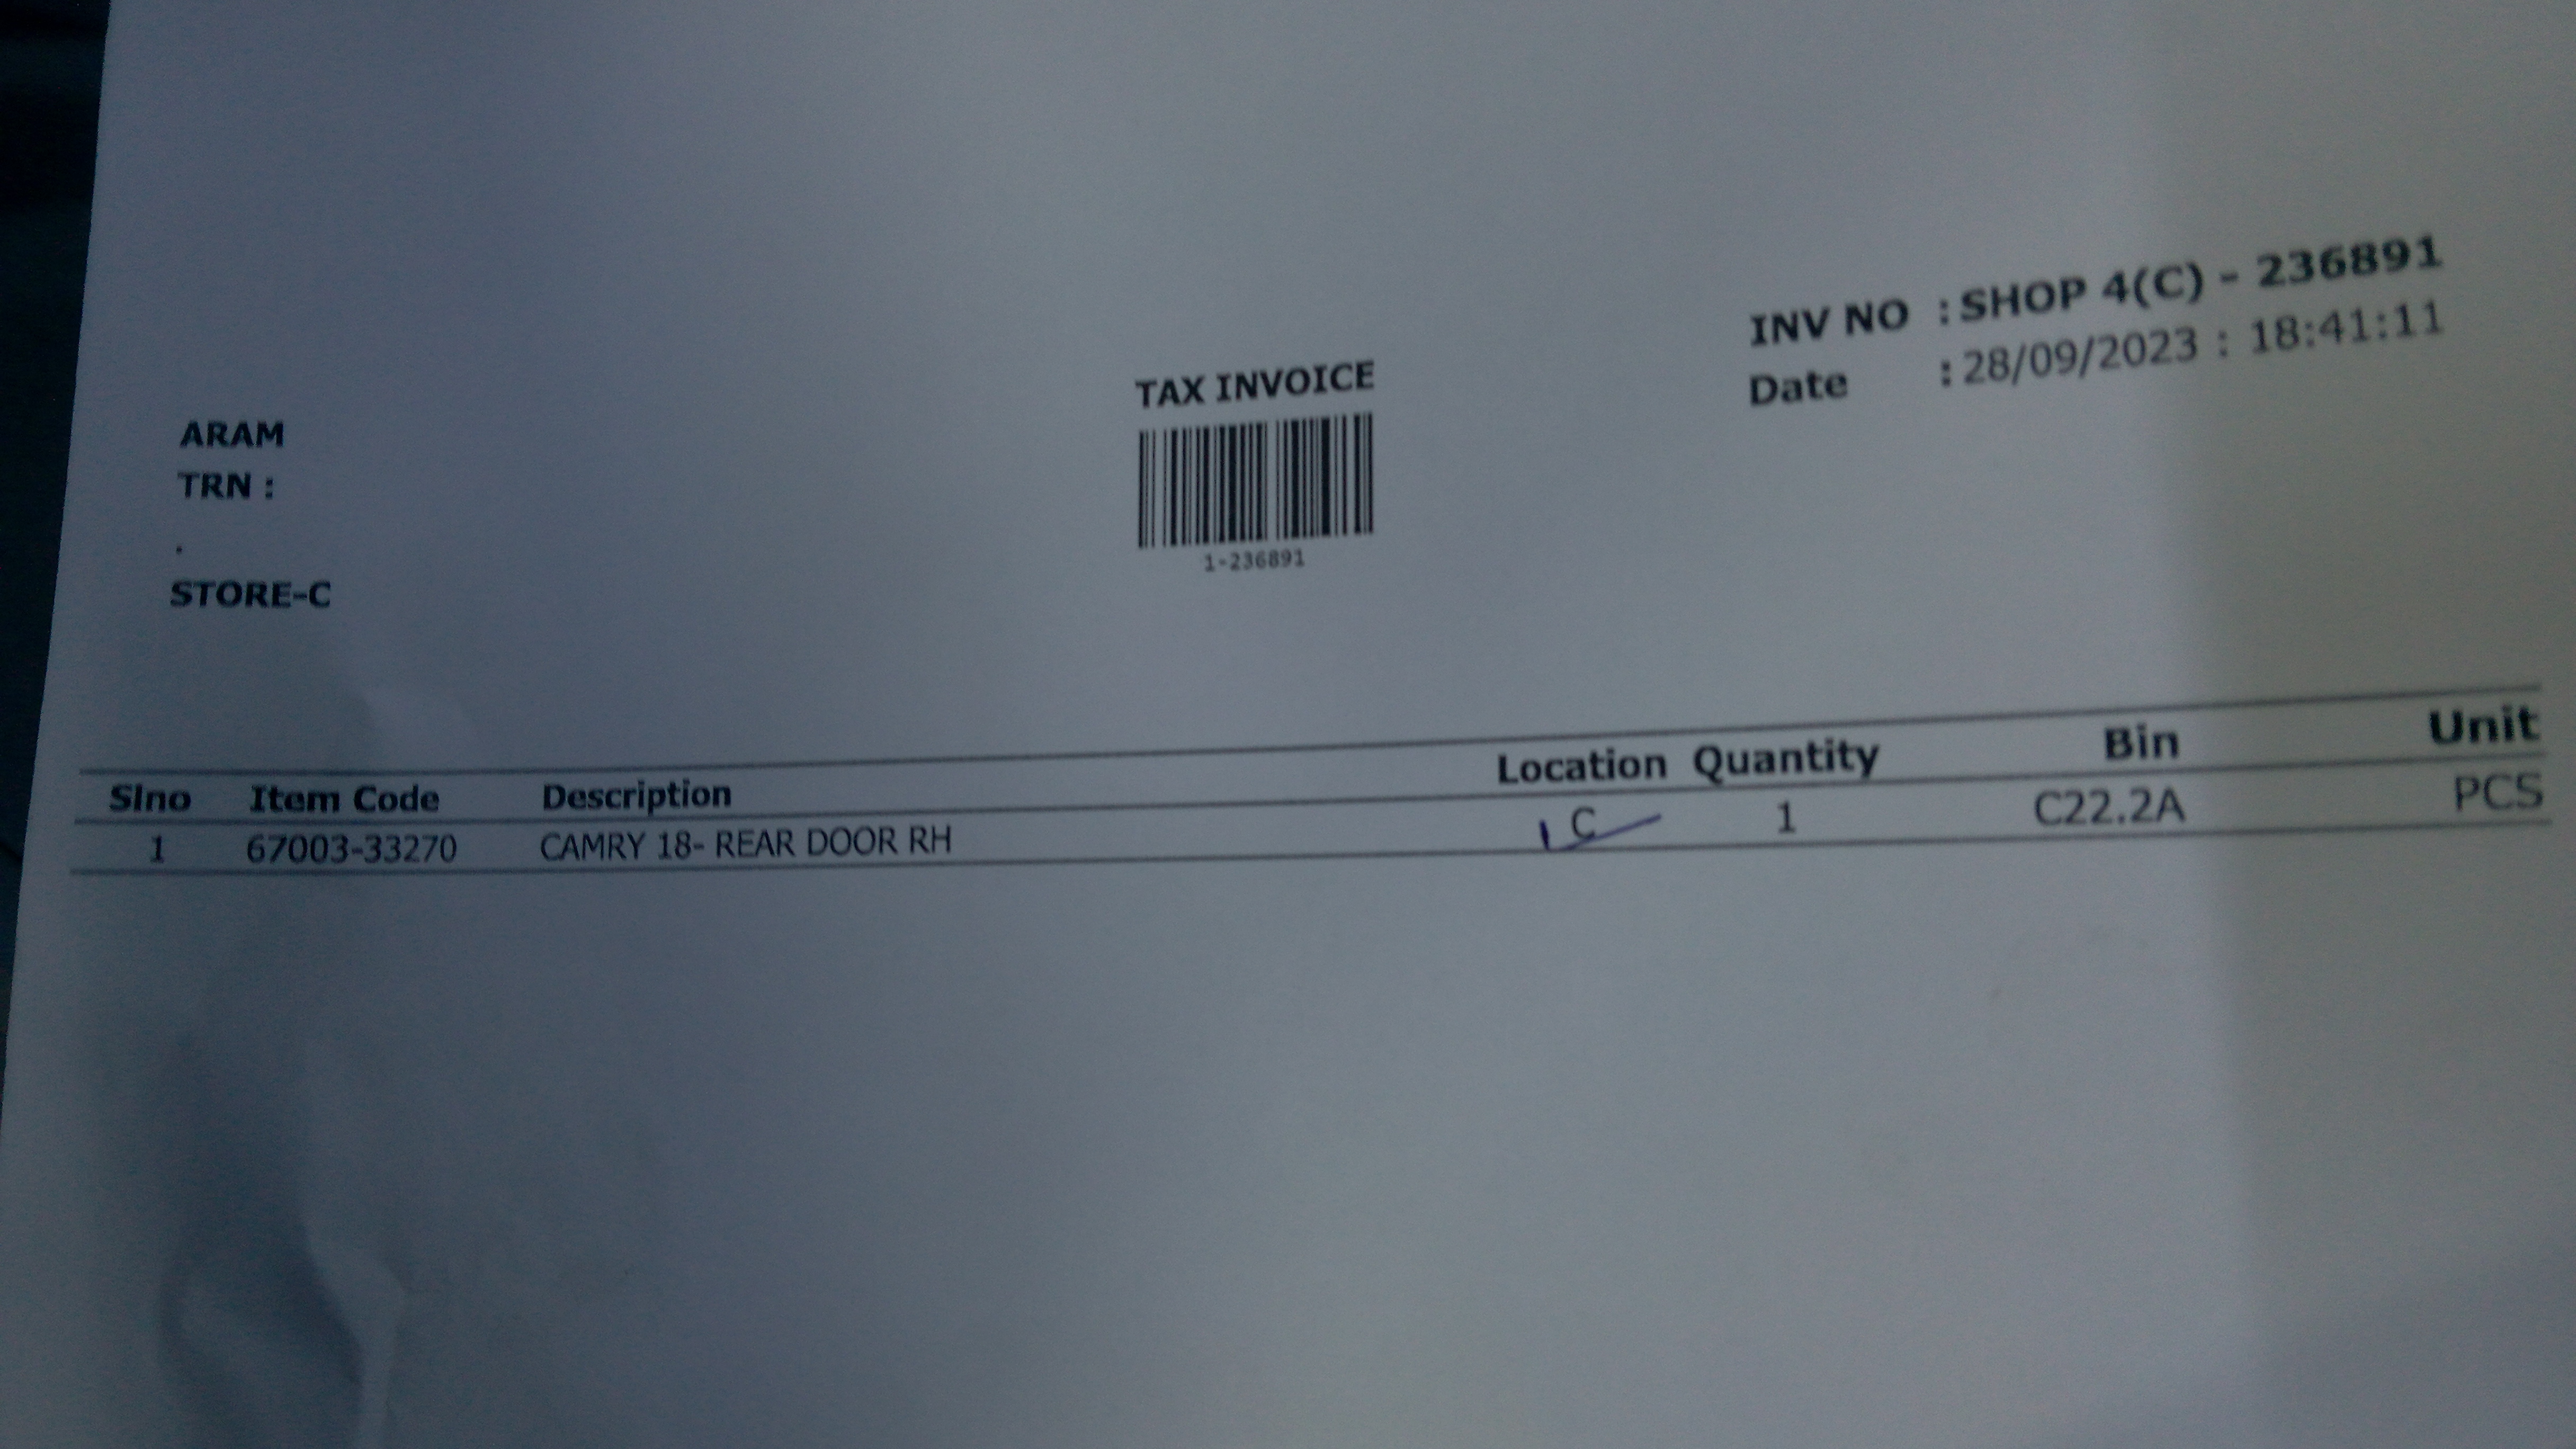 INV NO : SHOP 4(C) - 236891
Date : 28/09/2023 : 18:41:11
TAX INVOICE
1-236891
ARAM
TRN :
.
STORE-C
Slno Item Code Description Location Quantity Bin Unit
1 67003-33270 CAMRY 18- REAR DOOR RH C 1 C22.2A PCS